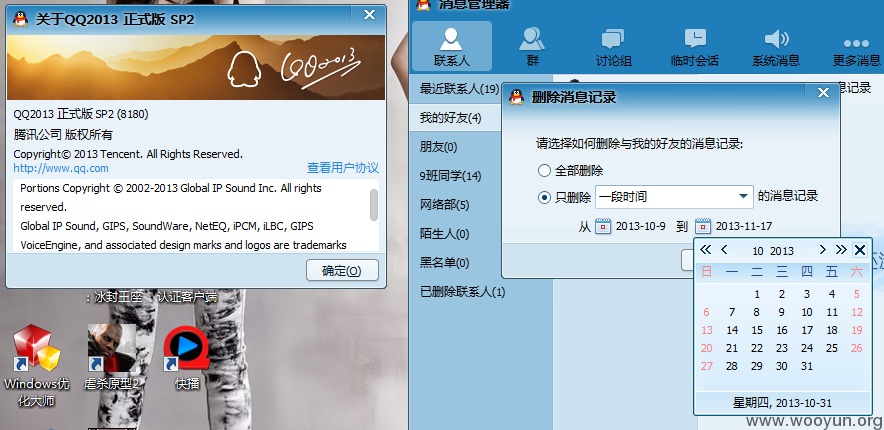 关于QQ2013 正式版 SP2
QQ2013
QQ2013 正式版 SP2 (8180)
腾讯公司 版权所有
Copyright© 2013 Tencent. All Rights Reserved.
http://www.qq.com 查看用户协议
Portions Copyright © 2002-2013 Global IP Sound Inc. All rights
reserved.
Global IP Sound, GIPS, SoundWare, NetEQ, iPCM, iLBC, GIPS
VoiceEngine, and associated design marks and logos are trademarks
确定(O)
: 冰封王座 认证客户端
Windows优
化大师
虐杀原型2
快播
消息管理器
联系人 群 讨论组 临时会话 系统消息 更多消息
最近联系人(19)
我的好友(4)
朋友(0)
9班同学(14)
网络部(5)
陌生人(0)
黑名单(0)
已删除联系人(1)
息记录
删除消息记录
请选择如何删除与我的好友的消息记录:
全部删除
只删除 一段时间 的消息记录
从 2013-10-9 到 2013-11-17
10 2013
日 一 二 三 四 五 六
1 2 3 4 5
6 7 8 9 10 11 12
13 14 15 16 17 18 19
20 21 22 23 24 25 26
27 28 29 30 31
星期四, 2013-10-31
www.wooyun.org